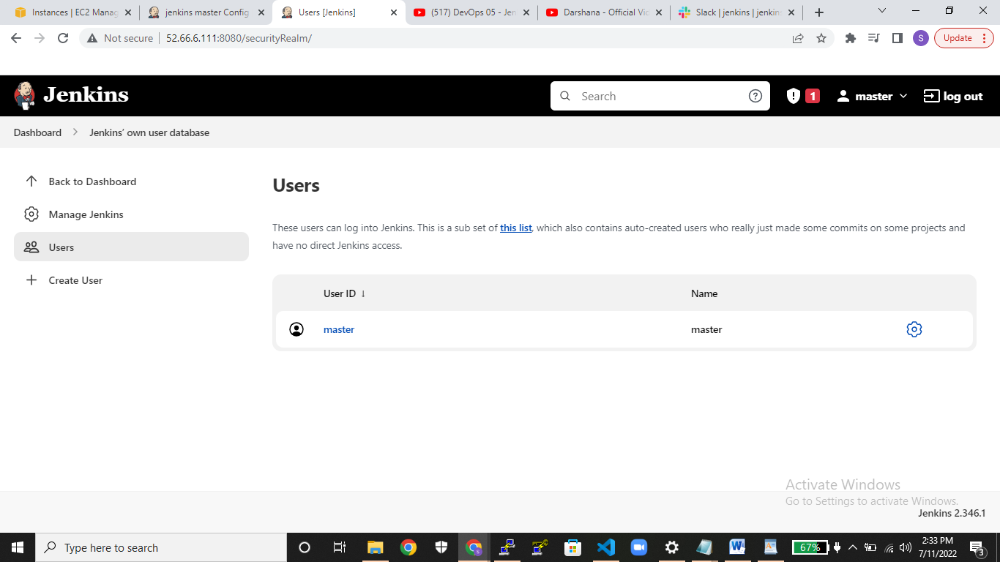 Instances | EC2 Manag
jenkins master Config
Users [Jenkins]
(517) DevOps 05 - Jen
Darshana - Official Vid
Slack | jenkins | jenkins
Not secure
52.66.6.111:8080/securityRealm/
S
Update
Jenkins
Search
1
master
log out
Dashboard
Jenkins' own user database
Back to Dashboard
Manage Jenkins
Users
Create User
Users
These users can log into Jenkins. This is a sub set of this list, which also contains auto-created users who really just made some commits on some projects and
have no direct Jenkins access.
User ID ↓
Name
master
master
Activate Windows
Go to Settings to activate Windows.
Jenkins 2.346.1
Type here to search
67%
2:33 PM
7/11/2022
3